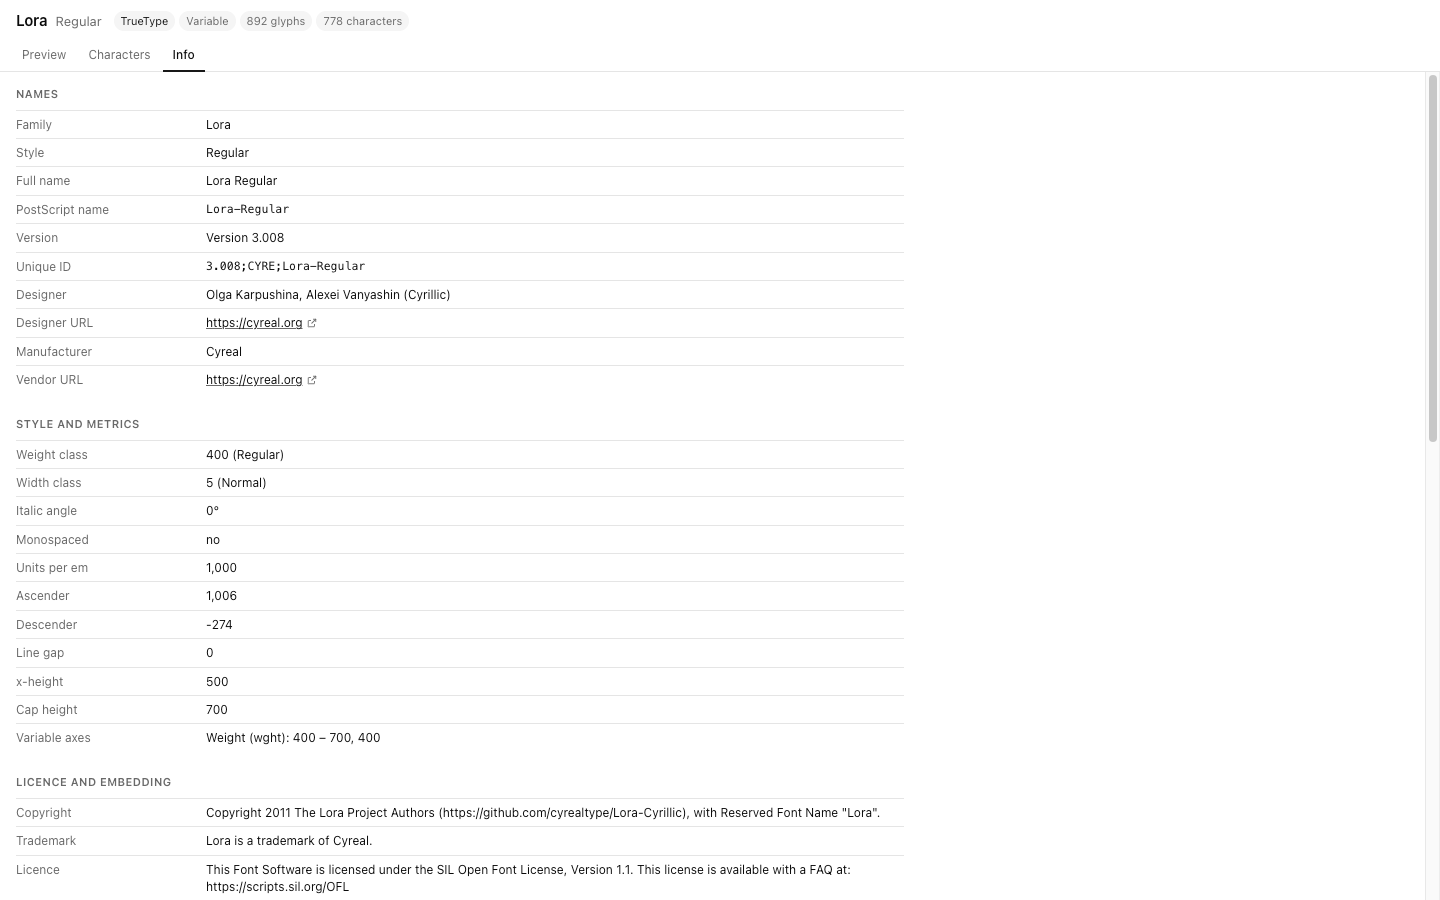 Lora Regular TrueType Variable 892 glyphs 778 characters
Preview Characters Info
NAMES
Family Lora
Style Regular
Full name Lora Regular
PostScript name Lora-Regular
Version Version 3.008
Unique ID 3.008;CYRE;Lora-Regular
Designer Olga Karpushina, Alexei Vanyashin (Cyrillic)
Designer URL https://cyreal.org
Manufacturer Cyreal
Vendor URL https://cyreal.org
STYLE AND METRICS
Weight class 400 (Regular)
Width class 5 (Normal)
Italic angle 0°
Monospaced no
Units per em 1,000
Ascender 1,006
Descender -274
Line gap 0
x-height 500
Cap height 700
Variable axes Weight (wght): 400 – 700, 400
LICENCE AND EMBEDDING
Copyright Copyright 2011 The Lora Project Authors (https://github.com/cyrealtype/Lora-Cyrillic), with Reserved Font Name "Lora".
Trademark Lora is a trademark of Cyreal.
Licence This Font Software is licensed under the SIL Open Font License, Version 1.1. This license is available with a FAQ at:
https://scripts.sil.org/OFL